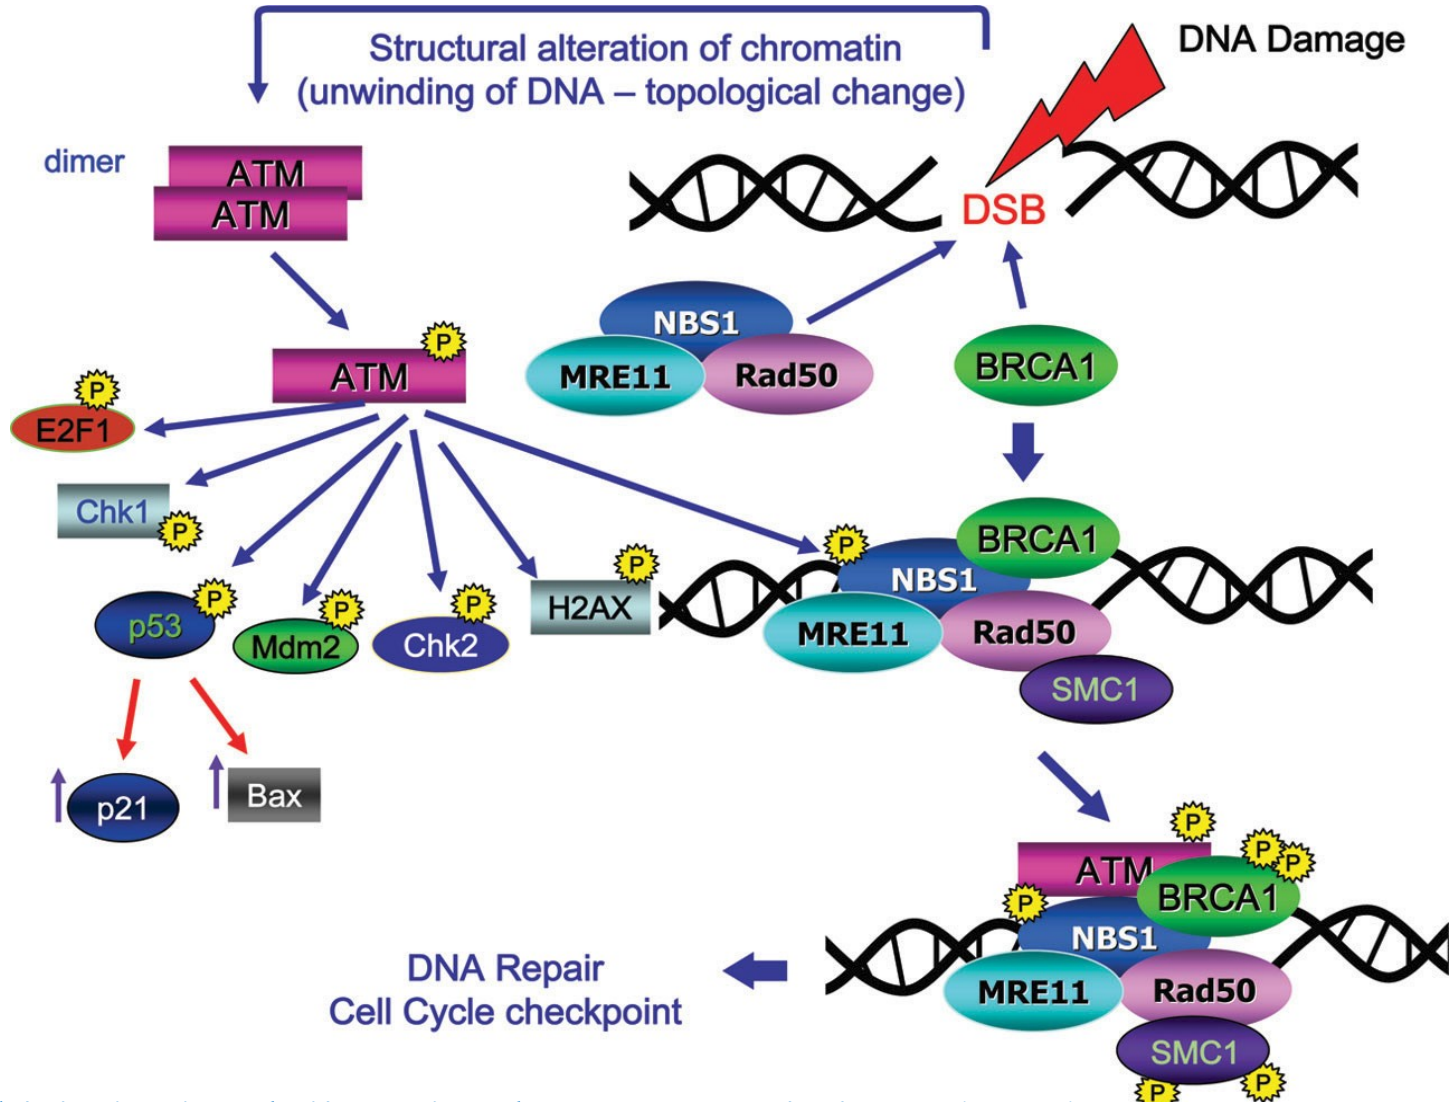 Structural alteration of chromatin
(unwinding of DNA – topological change)
DNA Damage
dimer
ATM
ATM
DSB
NBS1
MRE11
Rad50
BRCA1
P
ATM
P
E2F1
Chk1
P
P
p53
P
Mdm2
P
Chk2
P
H2AX
P
BRCA1
NBS1
MRE11
Rad50
SMC1
p21
Bax
P
ATM
P
P
BRCA1
P
NBS1
MRE11
Rad50
SMC1
P
P
DNA Repair
Cell Cycle checkpoint